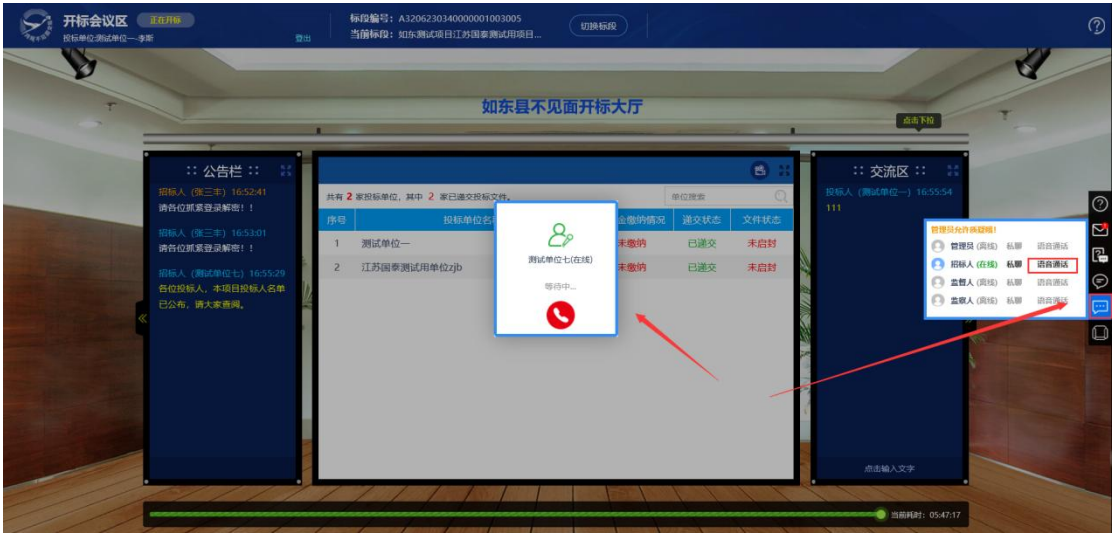 开标会议区 正在开标
投标单位:测试单位一-李斯 登出
标段编号: A3206230340000001003005
当前标段: 如东测试项目江苏国泰测试用项目...
切换标段
如东县不见面开标大厅
点击下拉
:: 公告栏 ::
招标人 (张三丰) 16:52:41
请各位抓紧登录解密!!
招标人 (张三丰) 16:53:01
请各位抓紧登录解密!!
招标人 (测试单位七) 16:55:29
各位投标人, 本项目投标人名单
已公布, 请大家查阅。
共有 2 家投标单位, 其中 2 家已递交投标文件。 单位搜索
序号 投标单位名 金缴纳情况 递交状态 文件状态
1 测试单位一 未缴纳 已递交 未启封
2 江苏国泰测试用单位zjb 未缴纳 已递交 未启封
测试单位七(在线)
等待中...
:: 交流区 ::
投标人 (测试单位一) 16:55:54
111
管理员允许质疑啦!
管理员 (离线) 私聊 语音通话
招标人 (在线) 私聊 语音通话
监督人 (离线) 私聊 语音通话
监察人 (离线) 私聊 语音通话
点击输入文字
当前耗时: 05:47:17